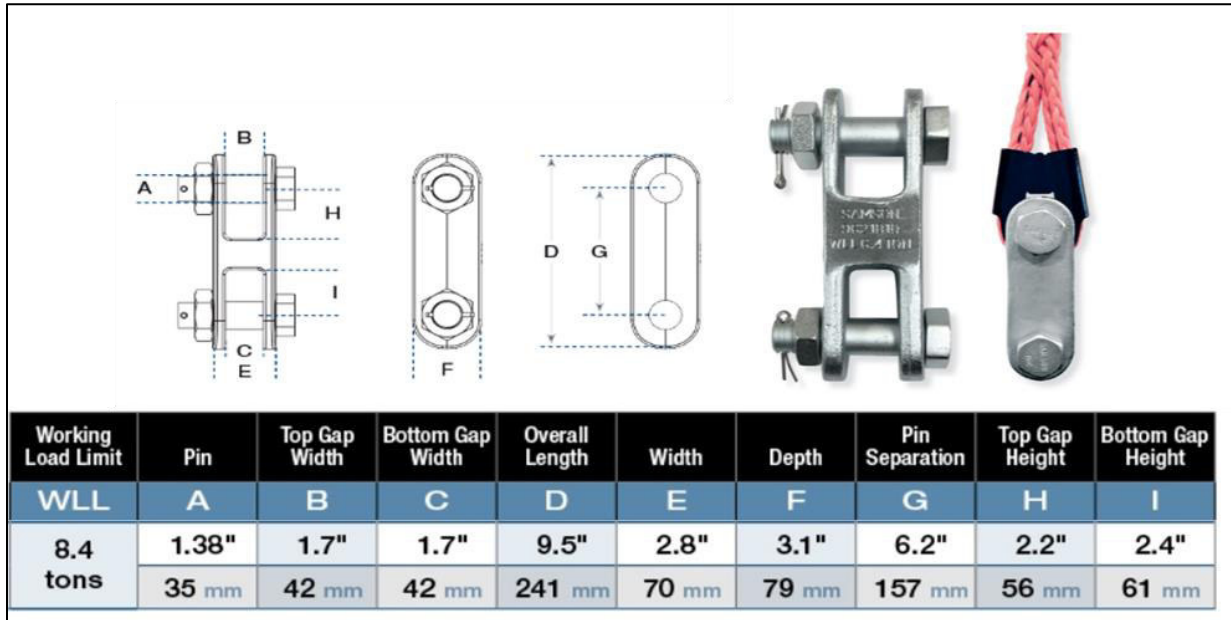 B
A
H
I
C
E
F
D
G
SAMSON
Working Load Limit Pin Top Gap Width Bottom Gap Width Overall Length Width Depth Pin Separation Top Gap Height Bottom Gap Height
WLL A B C D E F G H I
8.4 tons 1.38" 1.7" 1.7" 9.5" 2.8" 3.1" 6.2" 2.2" 2.4"
35 mm 42 mm 42 mm 241 mm 70 mm 79 mm 157 mm 56 mm 61 mm